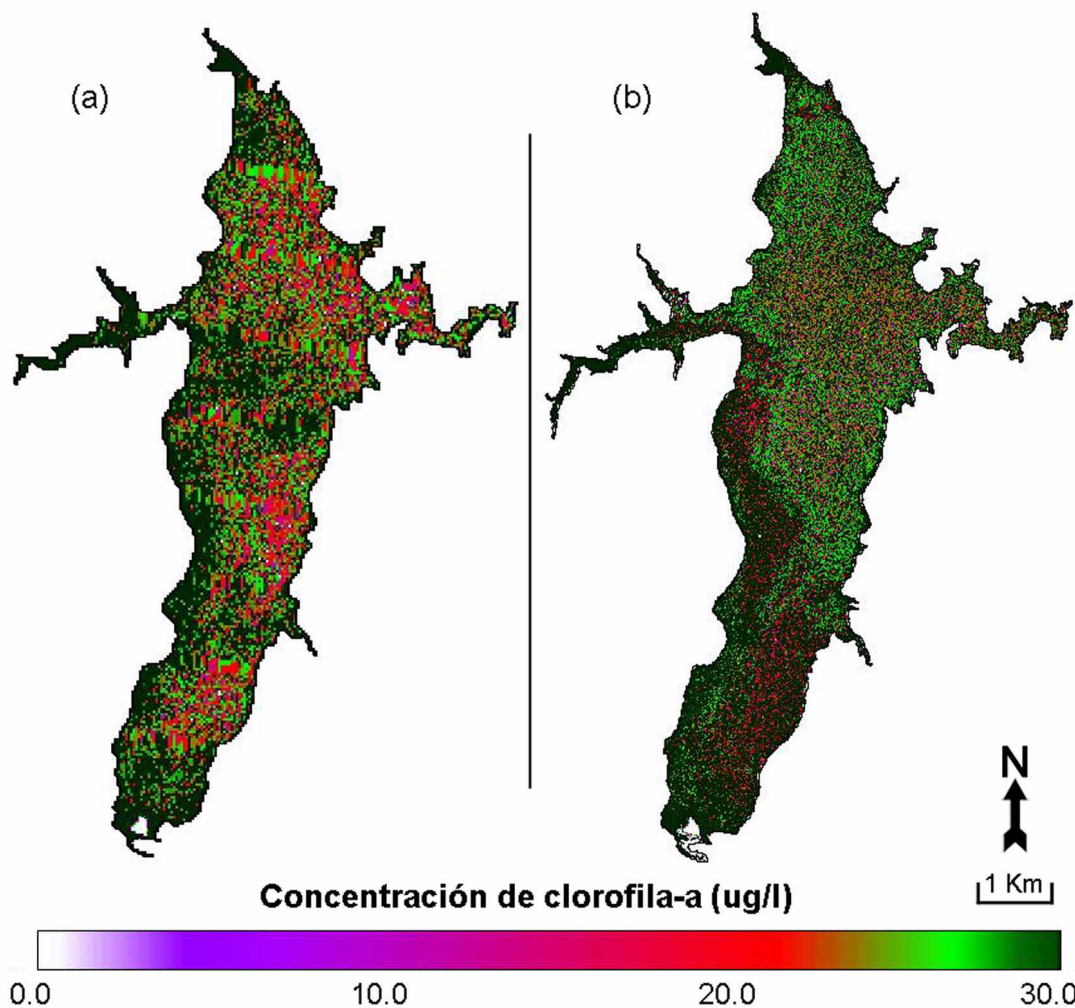 (a)
(b)
N
1 Km
Concentración de clorofila-a (ug/l)
0.0 10.0 20.0 30.0